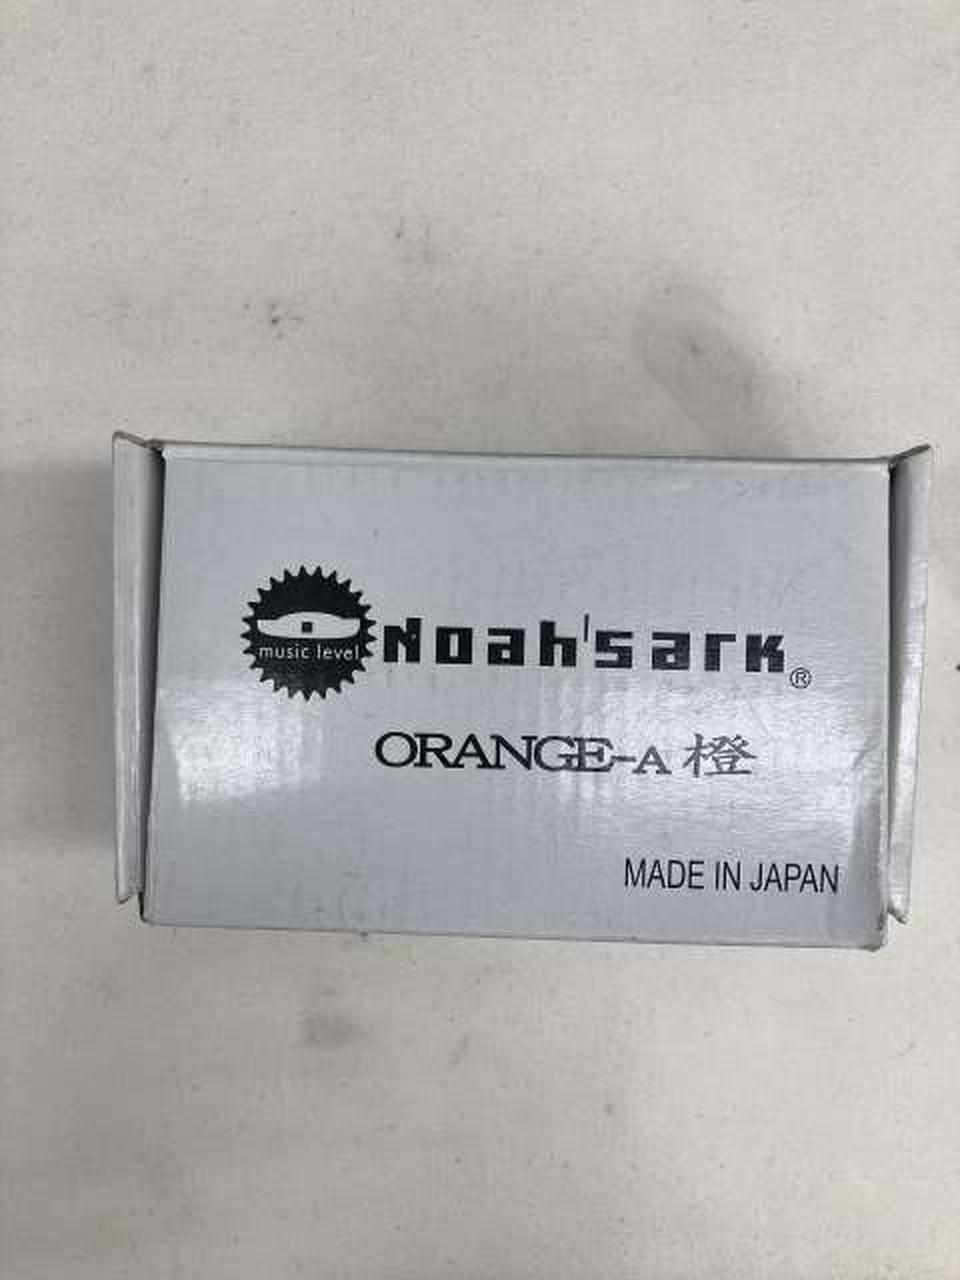 music level
Noah'sark®
ORANGE-A 橙
MADE IN JAPAN